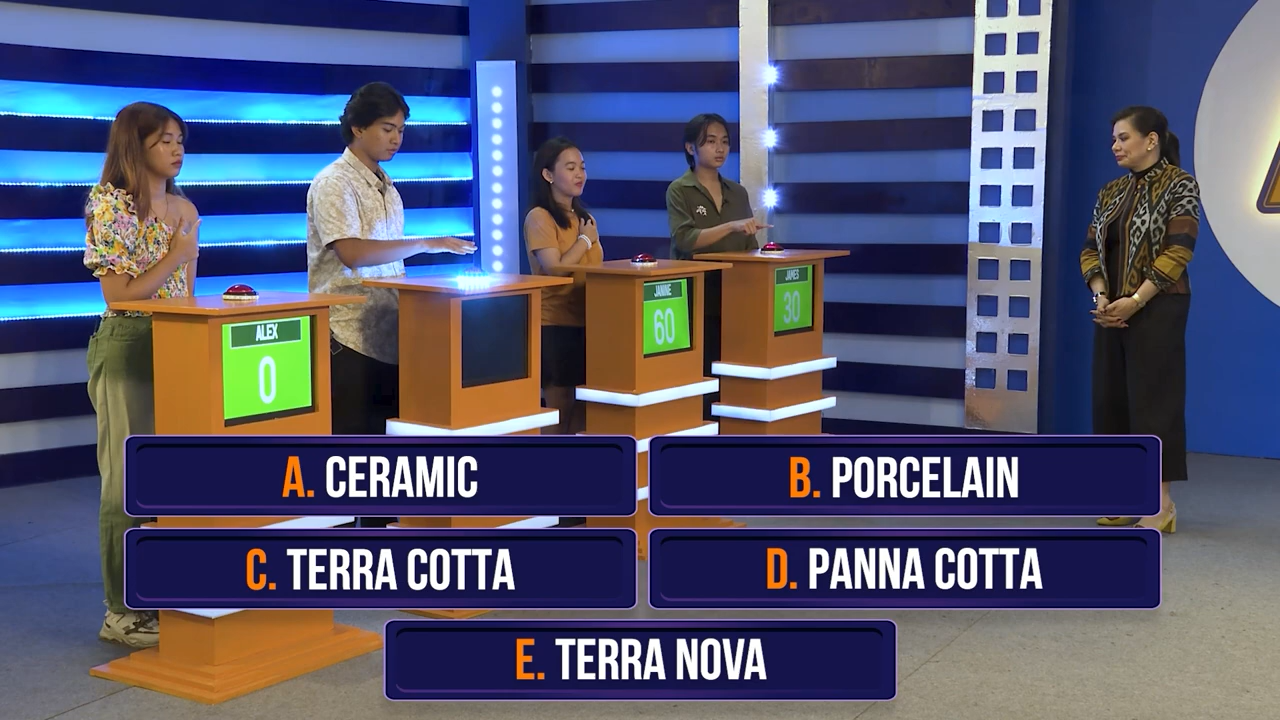 ALEX
0
JANINE
60
JAMES
30
A. CERAMIC
B. PORCELAIN
C. TERRA COTTA
D. PANNA COTTA
E. TERRA NOVA